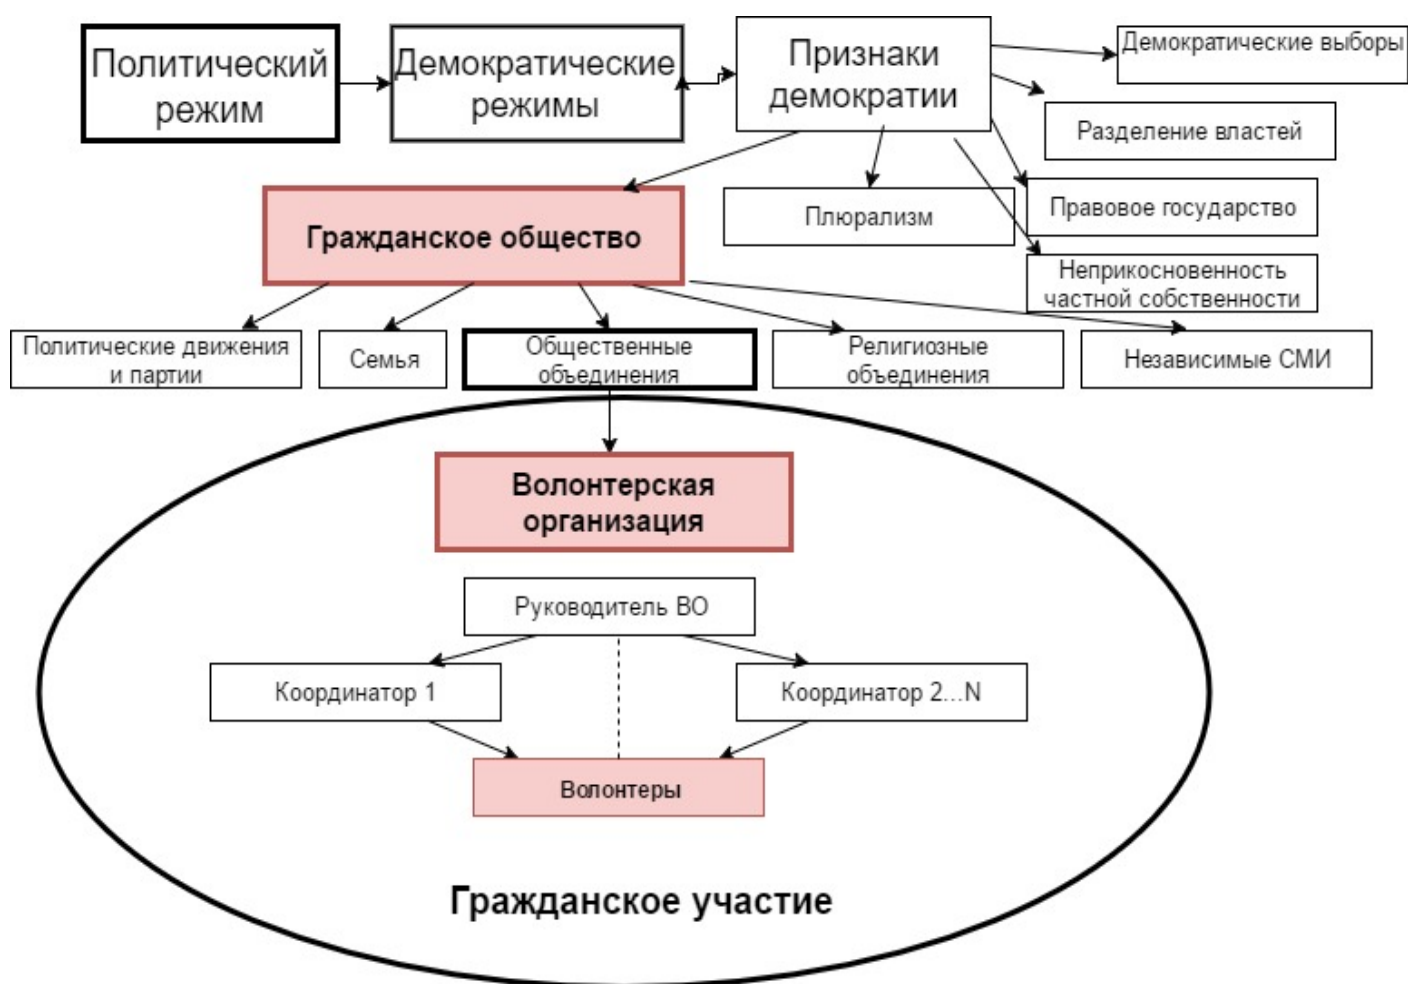 Политический
режим
Демократические
режимы
Признаки
демократии
Демократические выборы
Разделение властей
Правовое государство
Неприкосновенность
частной собственности
Плюрализм
Гражданское общество
Политические движения
и партии
Семья
Общественные
объединения
Религиозные
объединения
Независимые СМИ
Волонтерская
организация
Руководитель ВО
Координатор 1
Координатор 2...N
Волонтеры
Гражданское участие